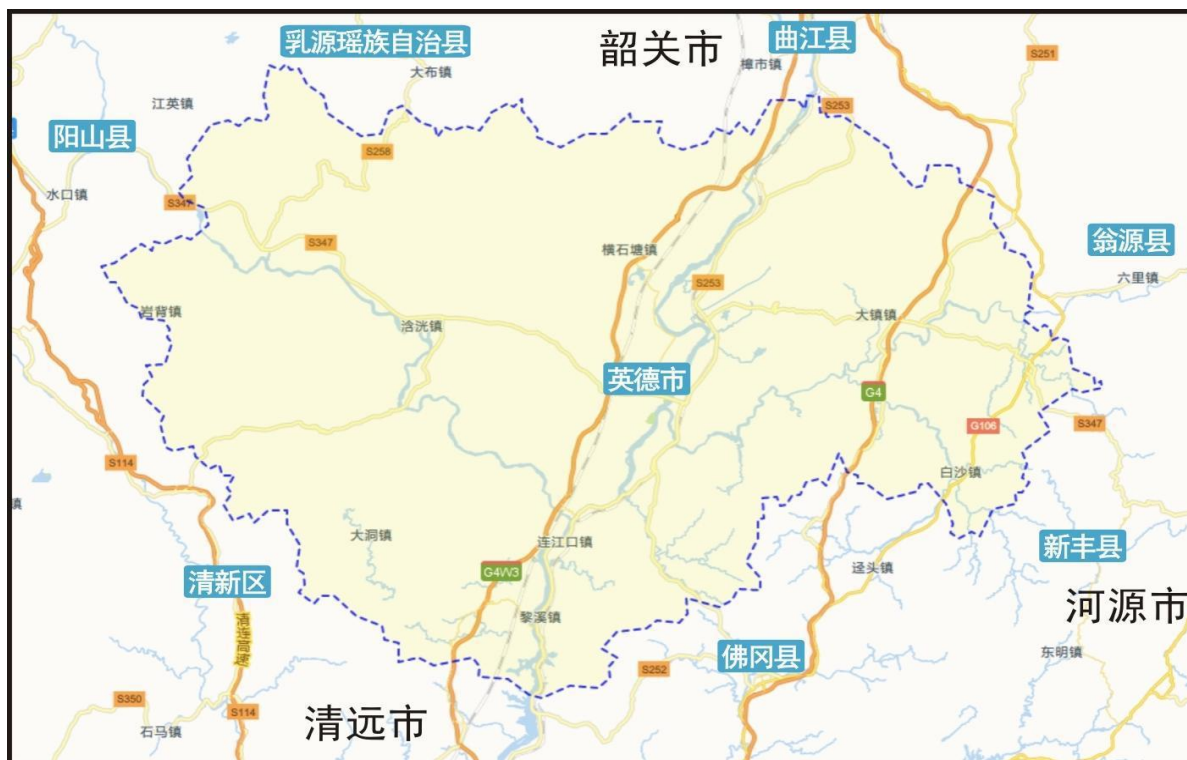 乳源瑶族自治县
韶关市
曲江县
大布镇
樟市镇
S251
江英镇
S253
阳山县
S258
水口镇
S347
S347
横石塘镇
翁源县
六里镇
S253
岩背镇
浛洸镇
大镇镇
英德市
G4
G106
S347
S114
白沙镇
大洞镇
连江口镇
新丰县
G4W3
迳头镇
清新区
河源市
黎溪镇
清连高速
佛冈县
东明镇
S252
S350
S114
石马镇
清远市
镇